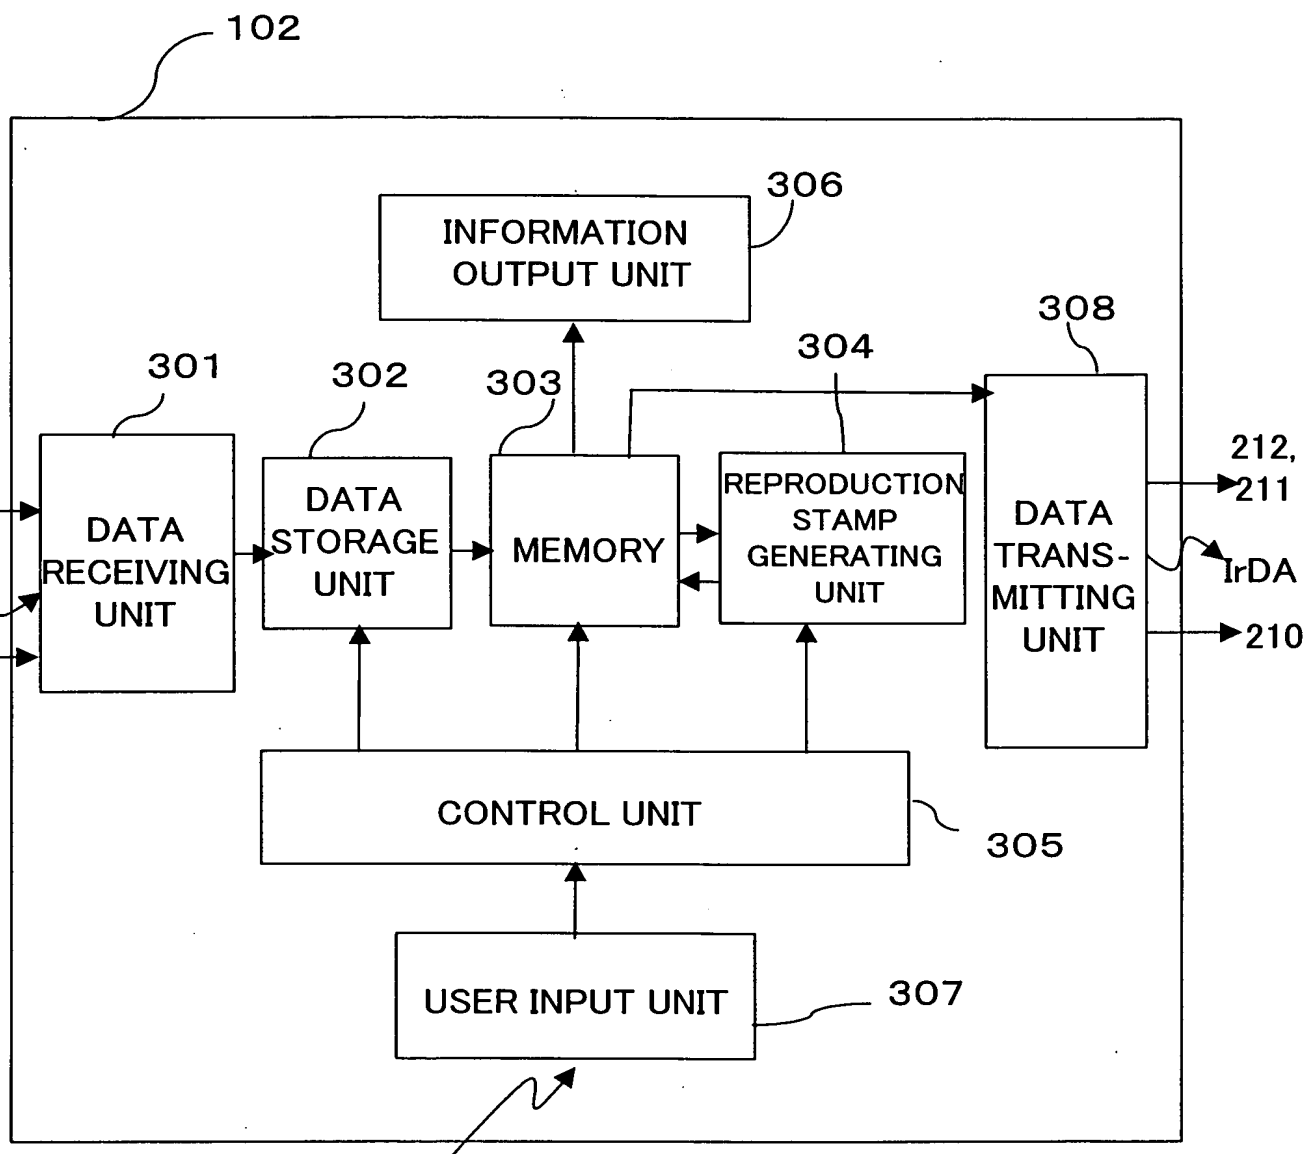 102
306
INFORMATION
OUTPUT UNIT
308
304
301
302
303
212,
211
REPRODUCTION
STAMP
GENERATING
UNIT
DATA
STORAGE
UNIT
DATA
RECEIVING
UNIT
MEMORY
DATA
TRANS-
MITTING
UNIT
IrDA
210
CONTROL UNIT
305
USER INPUT UNIT
307